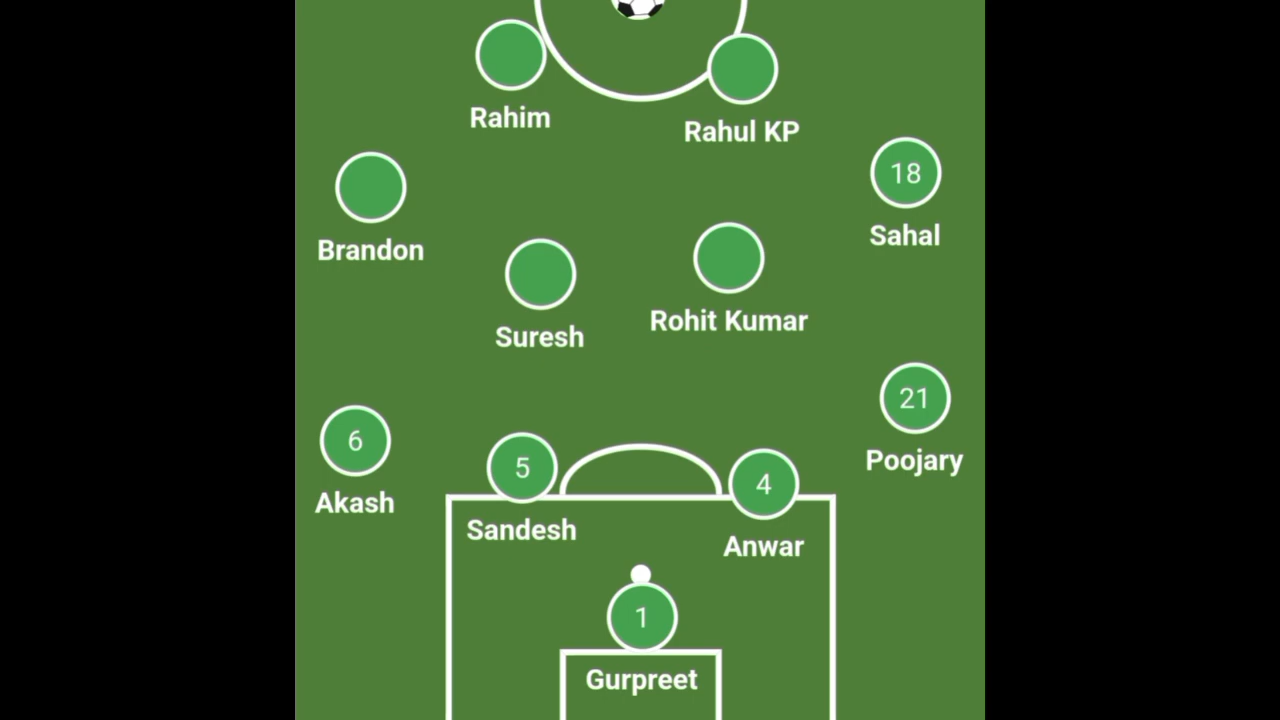 Rahim
Rahul KP
18
Brandon
Sahal
Suresh
Rohit Kumar
21
6
Poojary
5
4
Akash
Sandesh
Anwar
1
Gurpreet